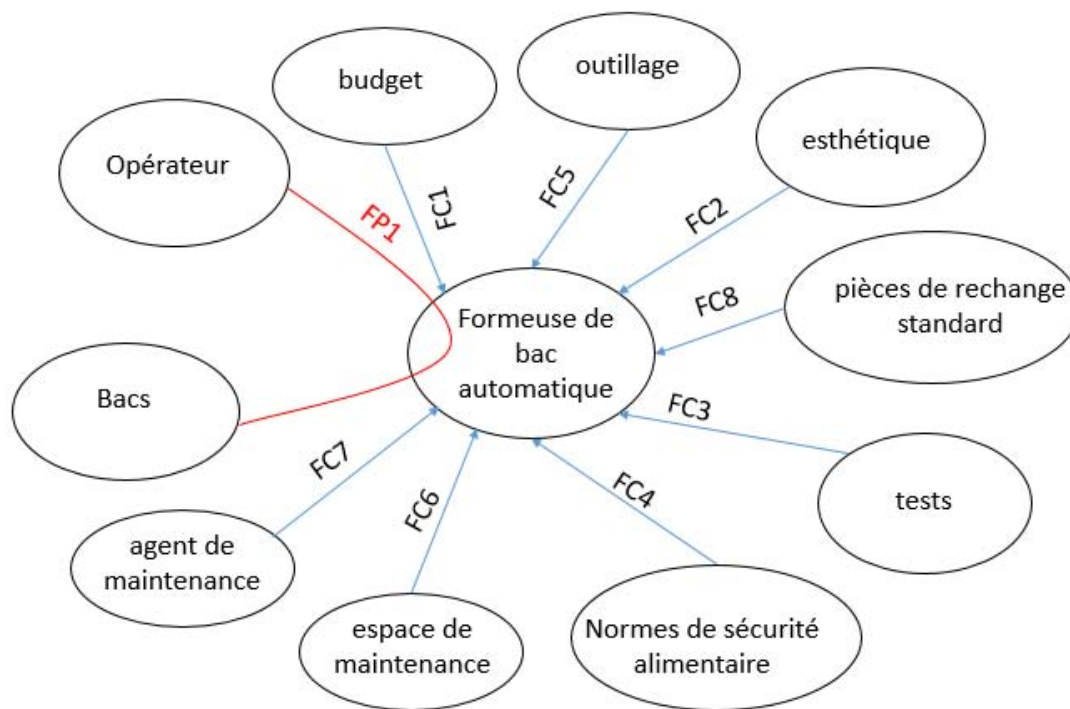 budget
outillage
esthétique
Opérateur
FP1
FC1
FC5
FC2
FC8
pièces de rechange
standard
Formeuse de
bac
automatique
Bacs
FC3
FC7
FC6
FC4
tests
agent de
maintenance
espace de
maintenance
Normes de sécurité
alimentaire